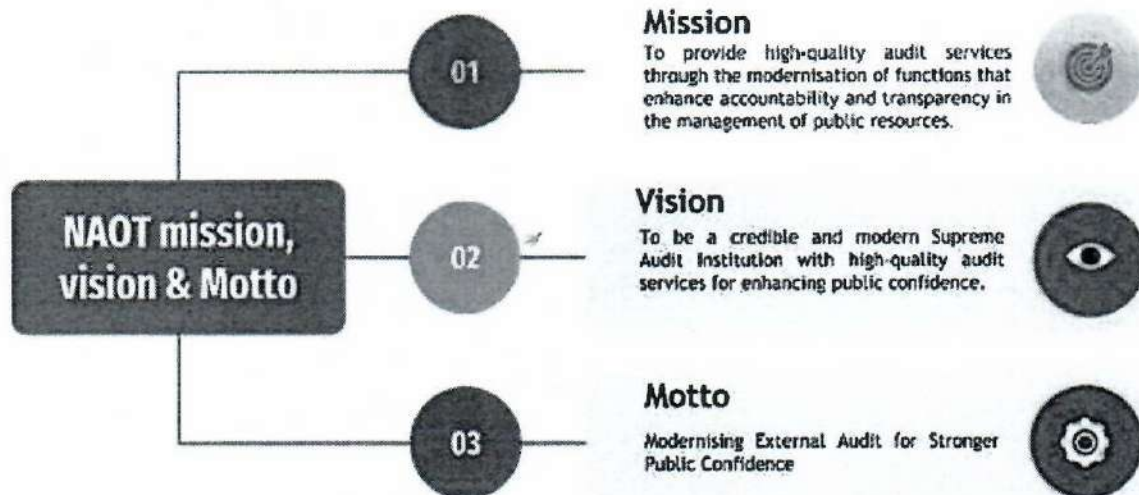 NAOT mission,
vision & Motto
01
Mission
To provide high-quality audit services
through the modernisation of functions that
enhance accountability and transparency in
the management of public resources.
02
Vision
To be a credible and modern Supreme
Audit Institution with high-quality audit
services for enhancing public confidence.
03
Motto
Modernising External Audit for Stronger
Public Confidence